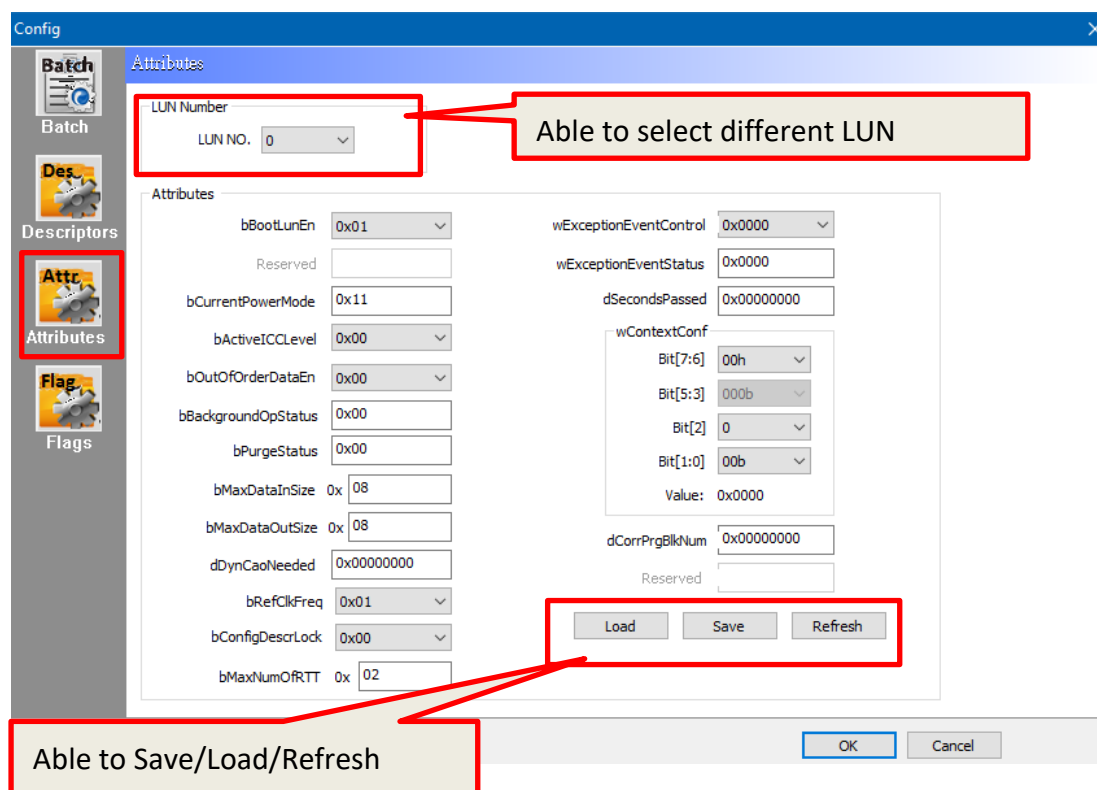 Config
Batch
Batch
Des.
Descriptors
Attr.
Attributes
Flag.
Flags
Attributes
LUN Number
LUN NO. 0
Able to select different LUN
Attributes
bBootLunEn 0x01
Reserved
bCurrentPowerMode 0x11
bActiveICCLevel 0x00
bOutOfOrderDataEn 0x00
bBackgroundOpStatus 0x00
bPurgeStatus 0x00
bMaxDataInSize 0x 08
bMaxDataOutSize 0x 08
dDynCaoNeeded 0x00000000
bRefClkFreq 0x01
bConfigDescrLock 0x00
bMaxNumOfRTT 0x 02
wExceptionEventControl 0x0000
wExceptionEventStatus 0x0000
dSecondsPassed 0x00000000
wContextConf
Bit[7:6] 00h
Bit[5:3] 000b
Bit[2] 0
Bit[1:0] 00b
Value: 0x0000
dCorrPrgBlkNum 0x00000000
Reserved
Load Save Refresh
Able to Save/Load/Refresh
OK Cancel